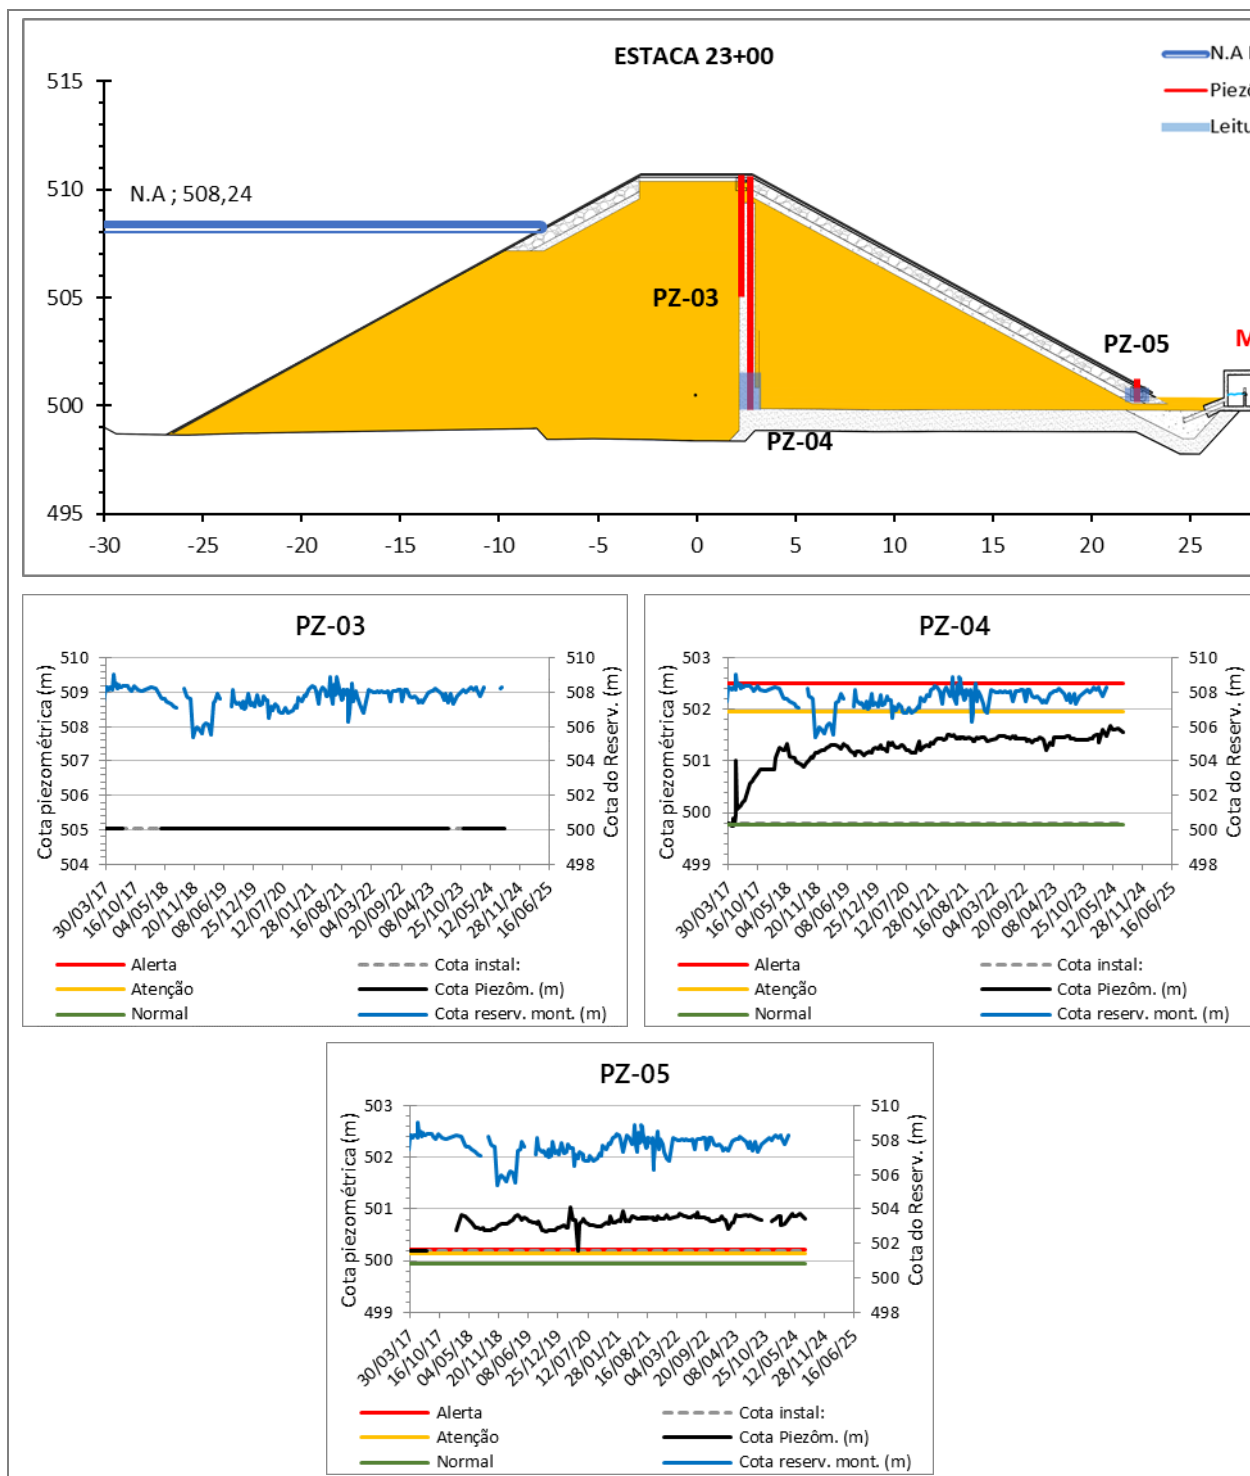 ESTACA 23+00
N.A
Piezô
Leitu
515
510
505
500
495
N.A ; 508,24
PZ-03
PZ-04
PZ-05
M
-30 -25 -20 -15 -10 -5 0 5 10 15 20 25
PZ-03
Cota piezométrica (m)
510
509
508
507
506
505
504
Cota do Reserv. (m)
510
508
506
504
502
500
498
30/03/17 16/10/17 04/05/18 20/11/18 08/06/19 25/12/19 12/07/20 28/01/21 16/08/21 04/03/22 20/09/22 08/04/23 25/10/23 12/05/24 28/11/24 16/06/25
Alerta Cota instal:
Atenção Cota Piezôm. (m)
Normal Cota reserv. mont. (m)
PZ-04
Cota piezométrica (m)
503
502
501
500
499
Cota do Reserv. (m)
510
508
506
504
502
500
498
30/03/17 16/10/17 04/05/18 20/11/18 08/06/19 25/12/19 12/07/20 28/01/21 16/08/21 04/03/22 20/09/22 08/04/23 25/10/23 12/05/24 28/11/24 16/06/25
Alerta Cota instal:
Atenção Cota Piezôm. (m)
Normal Cota reserv. mont. (m)
PZ-05
Cota piezométrica (m)
503
502
501
500
499
Cota do Reserv. (m)
510
508
506
504
502
500
498
30/03/17 16/10/17 04/05/18 20/11/18 08/06/19 25/12/19 12/07/20 28/01/21 16/08/21 04/03/22 20/09/22 08/04/23 25/10/23 12/05/24 28/11/24 16/06/25
Alerta Cota instal:
Atenção Cota Piezôm. (m)
Normal Cota reserv. mont. (m)